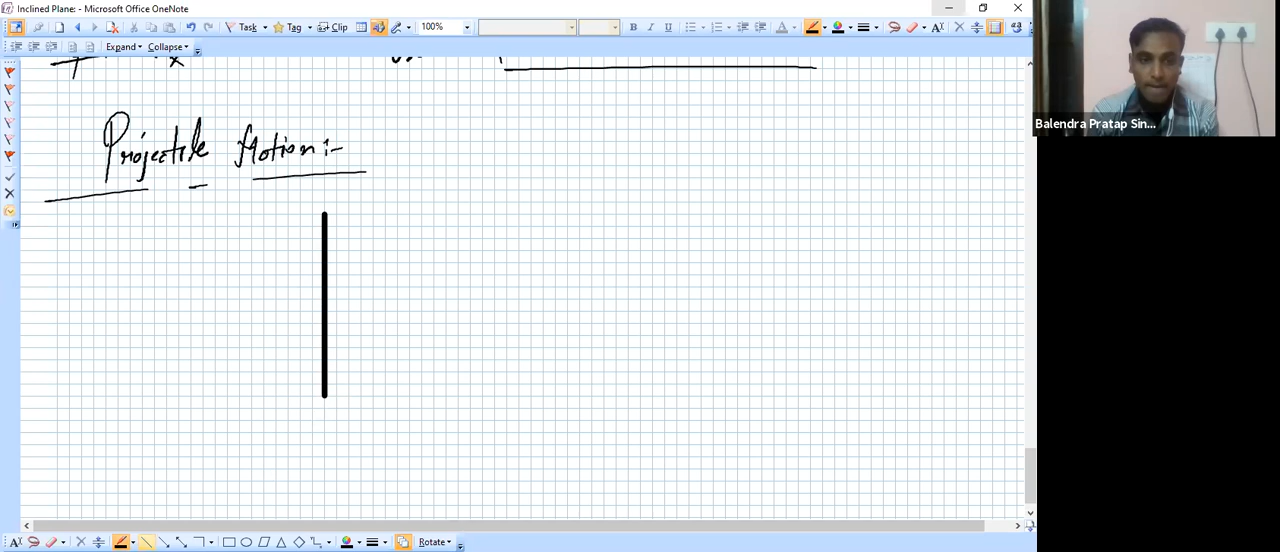 Inclined Plane: - Microsoft Office OneNote
Task Tag Clip 100% B I U A
Expand Collapse
Projectile Motion :-
Balendra Pratap Sin...
Rotate